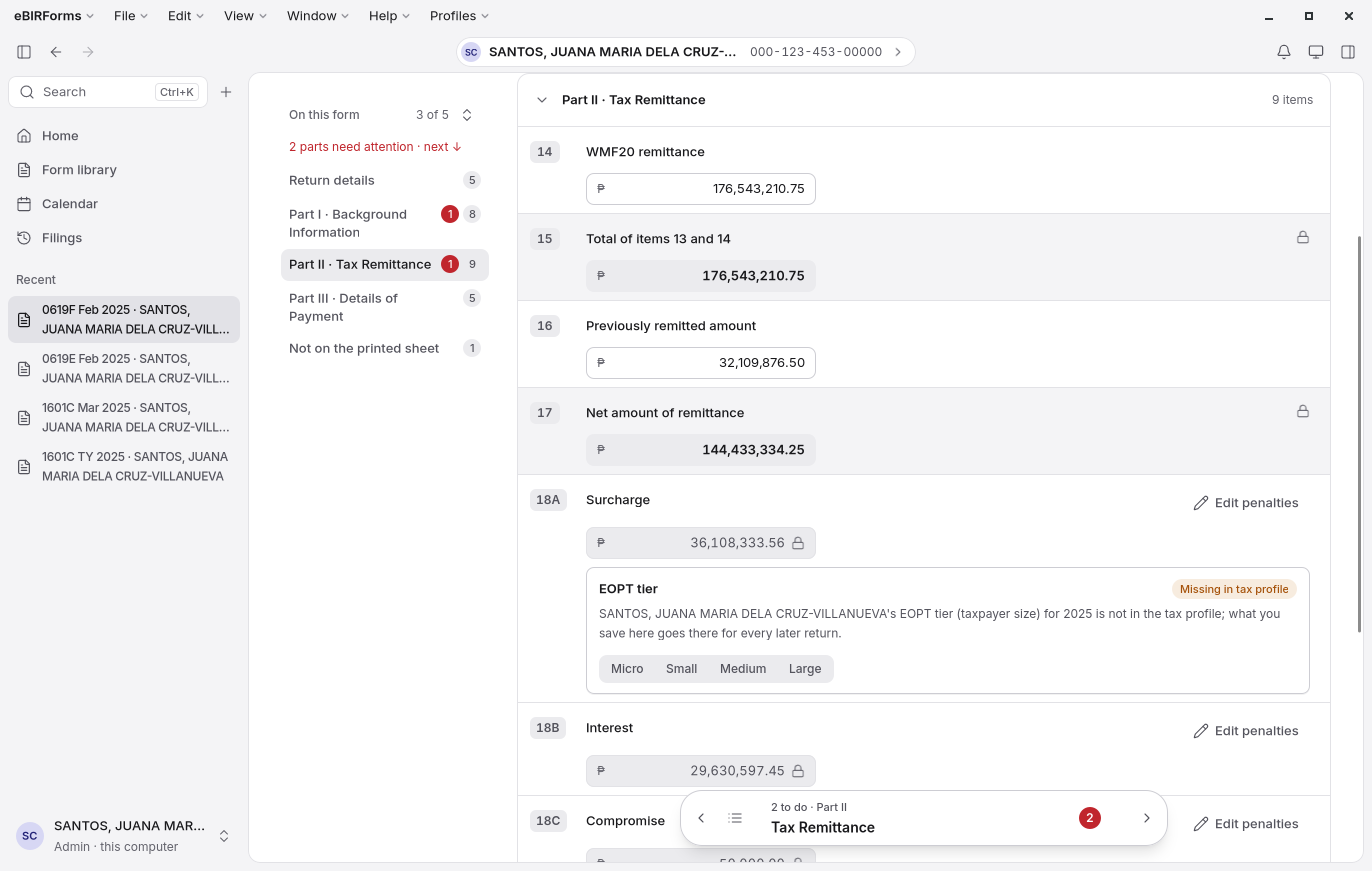 eBIRForms File Edit View Window Help Profiles
SC SANTOS, JUANA MARIA DELA CRUZ-... 000-123-453-00000
Search Ctrl+K
Home
Form library
Calendar
Filings
Recent
0619F Feb 2025 · SANTOS,
JUANA MARIA DELA CRUZ-VILL...
0619E Feb 2025 · SANTOS,
JUANA MARIA DELA CRUZ-VILL...
1601C Mar 2025 · SANTOS,
JUANA MARIA DELA CRUZ-VILL...
1601C TY 2025 · SANTOS, JUANA
MARIA DELA CRUZ-VILLANUEVA
SC SANTOS, JUANA MAR...
Admin · this computer
On this form 3 of 5
2 parts need attention · next ↓
Return details 5
Part I · Background
Information 1 8
Part II · Tax Remittance 1 9
Part III · Details of
Payment 5
Not on the printed sheet 1
Part II · Tax Remittance 9 items
14 WMF20 remittance
₱ 176,543,210.75
15 Total of items 13 and 14
₱ 176,543,210.75
16 Previously remitted amount
₱ 32,109,876.50
17 Net amount of remittance
₱ 144,433,334.25
18A Surcharge Edit penalties
₱ 36,108,333.56
EOPT tier Missing in tax profile
SANTOS, JUANA MARIA DELA CRUZ-VILLANUEVA's EOPT tier (taxpayer size) for 2025 is not in the tax profile; what you
save here goes there for every later return.
Micro Small Medium Large
18B Interest Edit penalties
₱ 29,630,597.45
18C Compromise Edit penalties
2 to do · Part II
Tax Remittance 2